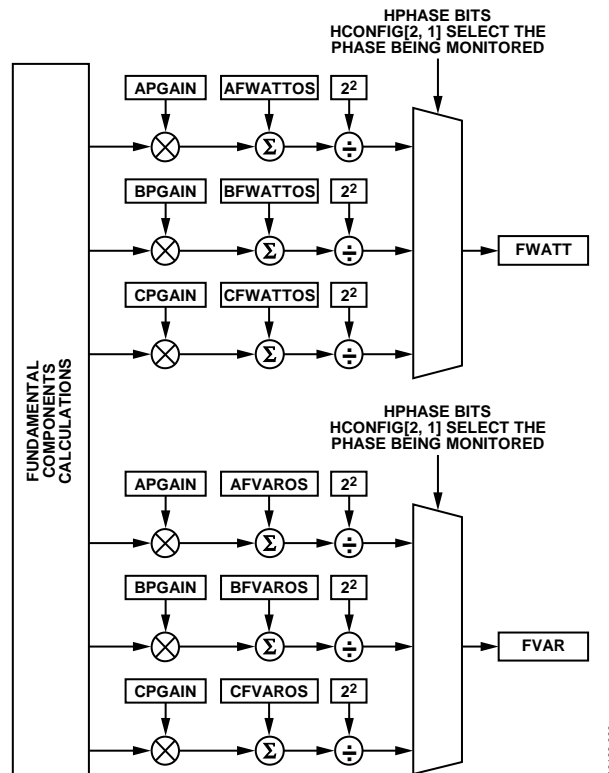 HPHASE BITS
HCONFIG[2, 1] SELECT THE
PHASE BEING MONITORED
APGAIN AFWATTOS 2²
Σ ÷
BPGAIN BFWATTOS 2²
Σ ÷
FWATT
CPGAIN CFWATTOS 2²
Σ ÷
FUNDAMENTAL
COMPONENTS
CALCULATIONS
HPHASE BITS
HCONFIG[2, 1] SELECT THE
PHASE BEING MONITORED
APGAIN AFVAROS 2²
Σ ÷
BPGAIN BFVAROS 2²
Σ ÷
FVAR
CPGAIN CFVAROS 2²
Σ ÷